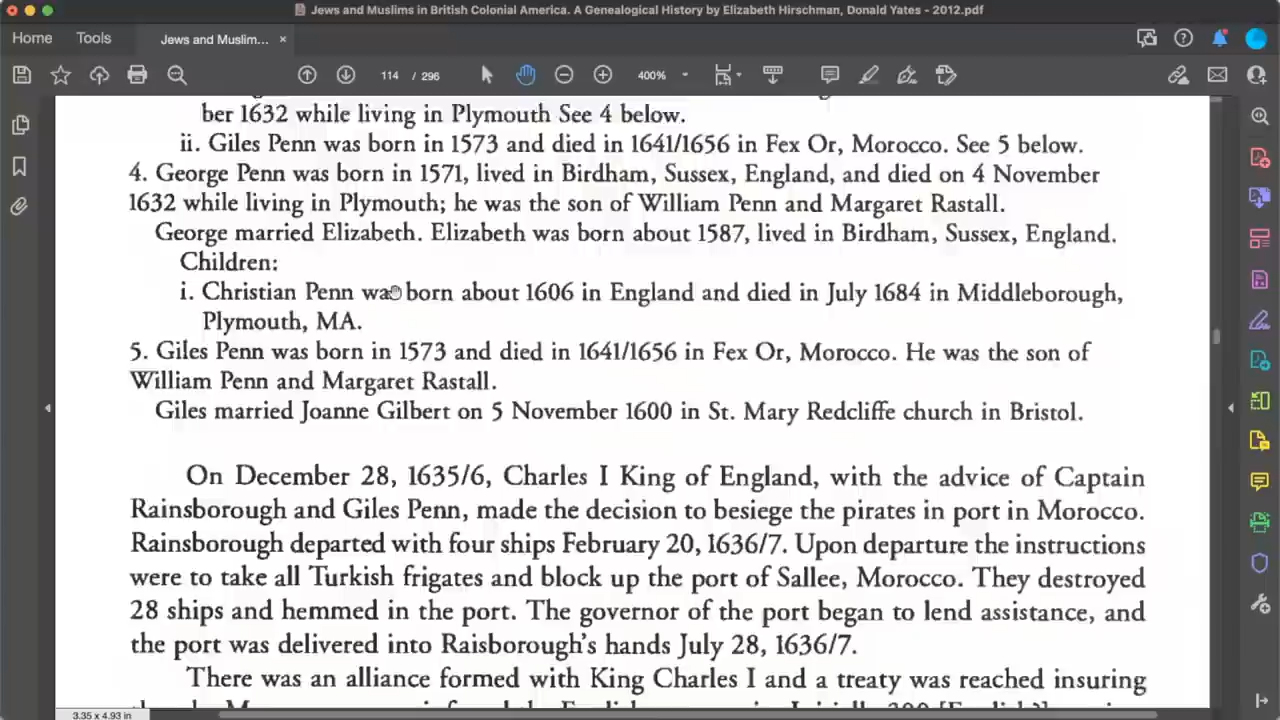 Jews and Muslims in British Colonial America. A Genealogical History by Elizabeth Hirschman, Donald Yates - 2012.pdf
Home Tools Jews and Muslim... ×
114 / 296 400%
ber 1632 while living in Plymouth See 4 below.
ii. Giles Penn was born in 1573 and died in 1641/1656 in Fex Or, Morocco. See 5 below.
4. George Penn was born in 1571, lived in Birdham, Sussex, England, and died on 4 November
1632 while living in Plymouth; he was the son of William Penn and Margaret Rastall.
George married Elizabeth. Elizabeth was born about 1587, lived in Birdham, Sussex, England.
Children:
i. Christian Penn was born about 1606 in England and died in July 1684 in Middleborough,
Plymouth, MA.
5. Giles Penn was born in 1573 and died in 1641/1656 in Fex Or, Morocco. He was the son of
William Penn and Margaret Rastall.
Giles married Joanne Gilbert on 5 November 1600 in St. Mary Redcliffe church in Bristol.
On December 28, 1635/6, Charles I King of England, with the advice of Captain
Rainsborough and Giles Penn, made the decision to besiege the pirates in port in Morocco.
Rainsborough departed with four ships February 20, 1636/7. Upon departure the instructions
were to take all Turkish frigates and block up the port of Sallee, Morocco. They destroyed
28 ships and hemmed in the port. The governor of the port began to lend assistance, and
the port was delivered into Raisborough's hands July 28, 1636/7.
There was an alliance formed with King Charles I and a treaty was reached insuring
3.35 x 4.93 in